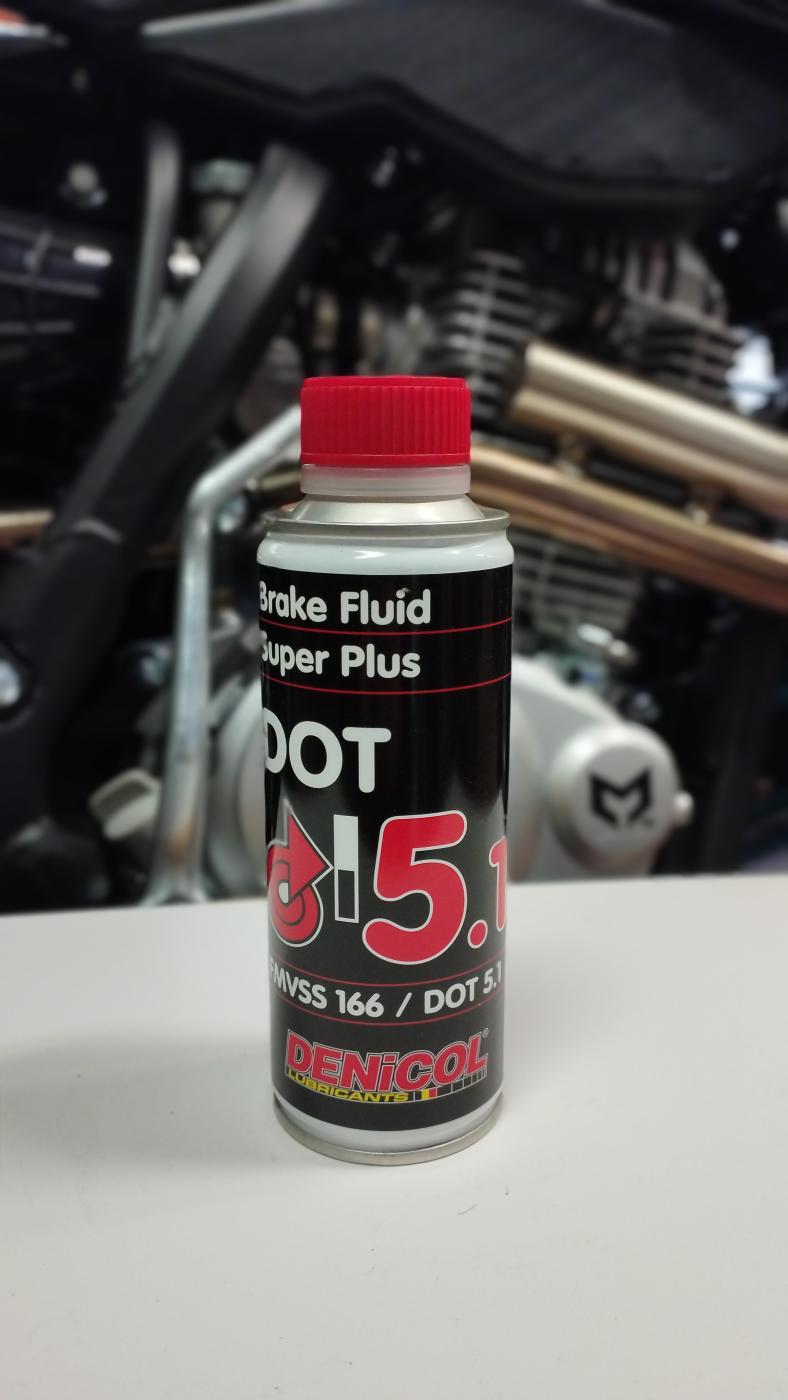 Brake Fluid
Super Plus
DOT
5.1
FMVSS 166 / DOT 5.1
DENiCOL®
LUBRICANTS